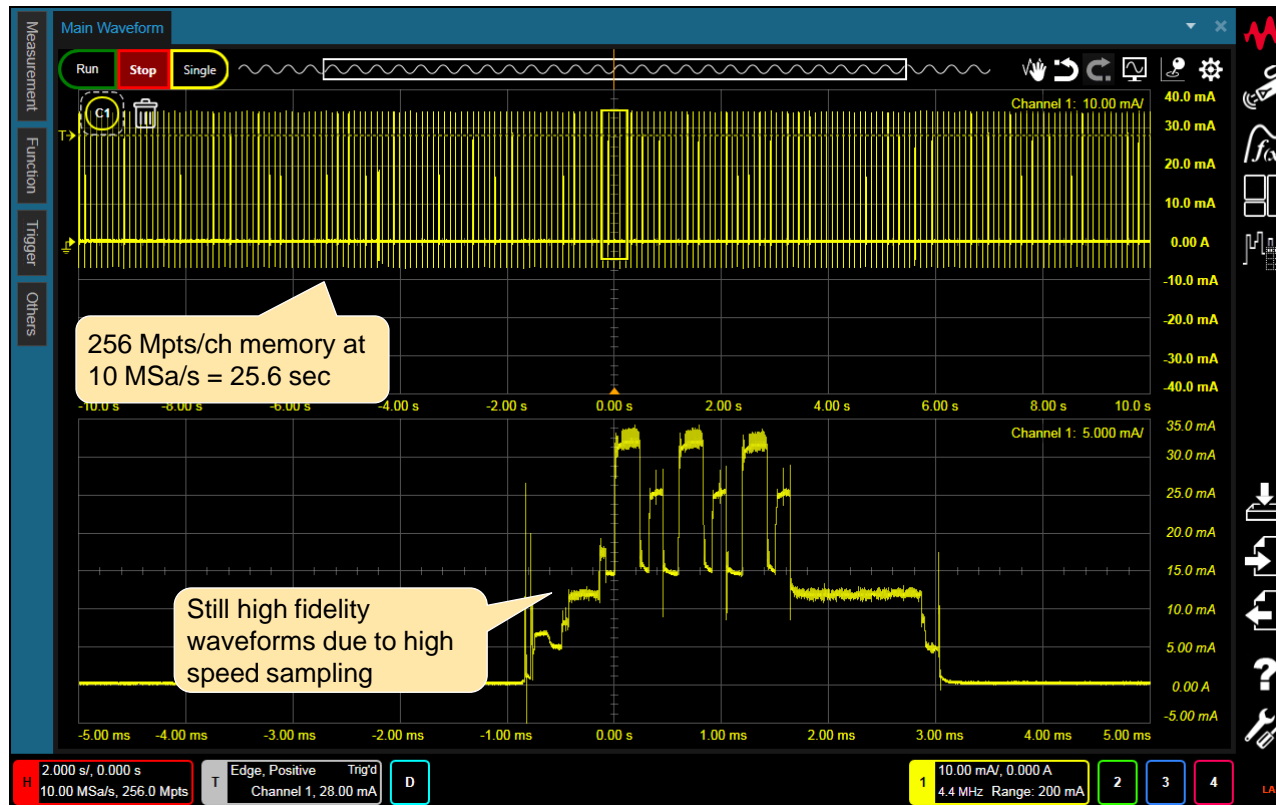 Measurement
Function
Trigger
Others
Main Waveform
Run
Stop
Single
C1
T
Channel 1: 10.00 mA/
40.0 mA
30.0 mA
20.0 mA
10.0 mA
0.00 A
-10.0 mA
-20.0 mA
-30.0 mA
-40.0 mA
256 Mpts/ch memory at
10 MSa/s = 25.6 sec
-10.0 s -8.00 s -6.00 s -4.00 s -2.00 s 0.00 s 2.00 s 4.00 s 6.00 s 8.00 s 10.0 s
Channel 1: 5.000 mA/
35.0 mA
30.0 mA
25.0 mA
20.0 mA
15.0 mA
10.0 mA
5.00 mA
0.00 A
-5.00 mA
Still high fidelity
waveforms due to high
speed sampling
-5.00 ms -4.00 ms -3.00 ms -2.00 ms -1.00 ms 0.00 s 1.00 ms 2.00 ms 3.00 ms 4.00 ms 5.00 ms
H
2.000 s/, 0.000 s
10.00 MSa/s, 256.0 Mpts
T
Edge, Positive Trig'd
Channel 1, 28.00 mA
D
1
10.00 mA/, 0.000 A
4.4 MHz Range: 200 mA
2
3
4